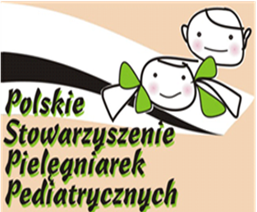 Polskie
Stowarzyszenie
Pielęgniarek
Pediatrycznych